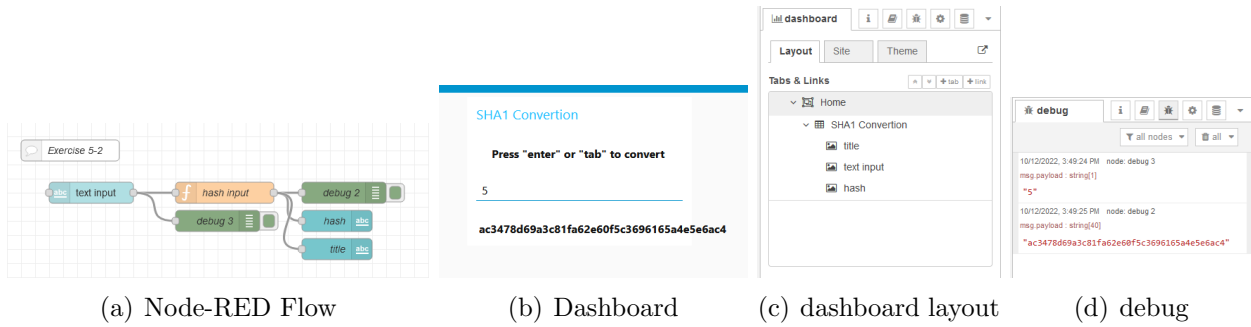 Exercise 5-2
abc text input
f hash input
debug 2
debug 3
hash abc
title abc
(a) Node-RED Flow
SHA1 Convertion
Press "enter" or "tab" to convert
5
ac3478d69a3c81fa62e60f5c3696165a4e5e6ac4
(b) Dashboard
dashboard i
Layout Site Theme
Tabs & Links + tab + link
Home
SHA1 Convertion
title
text input
hash
(c) dashboard layout
debug i
all nodes all
10/12/2022, 3:49:24 PM node: debug 3
msg.payload : string[1]
"5"
10/12/2022, 3:49:25 PM node: debug 2
msg.payload : string[40]
"ac3478d69a3c81fa62e60f5c3696165a4e5e6ac4"
(d) debug